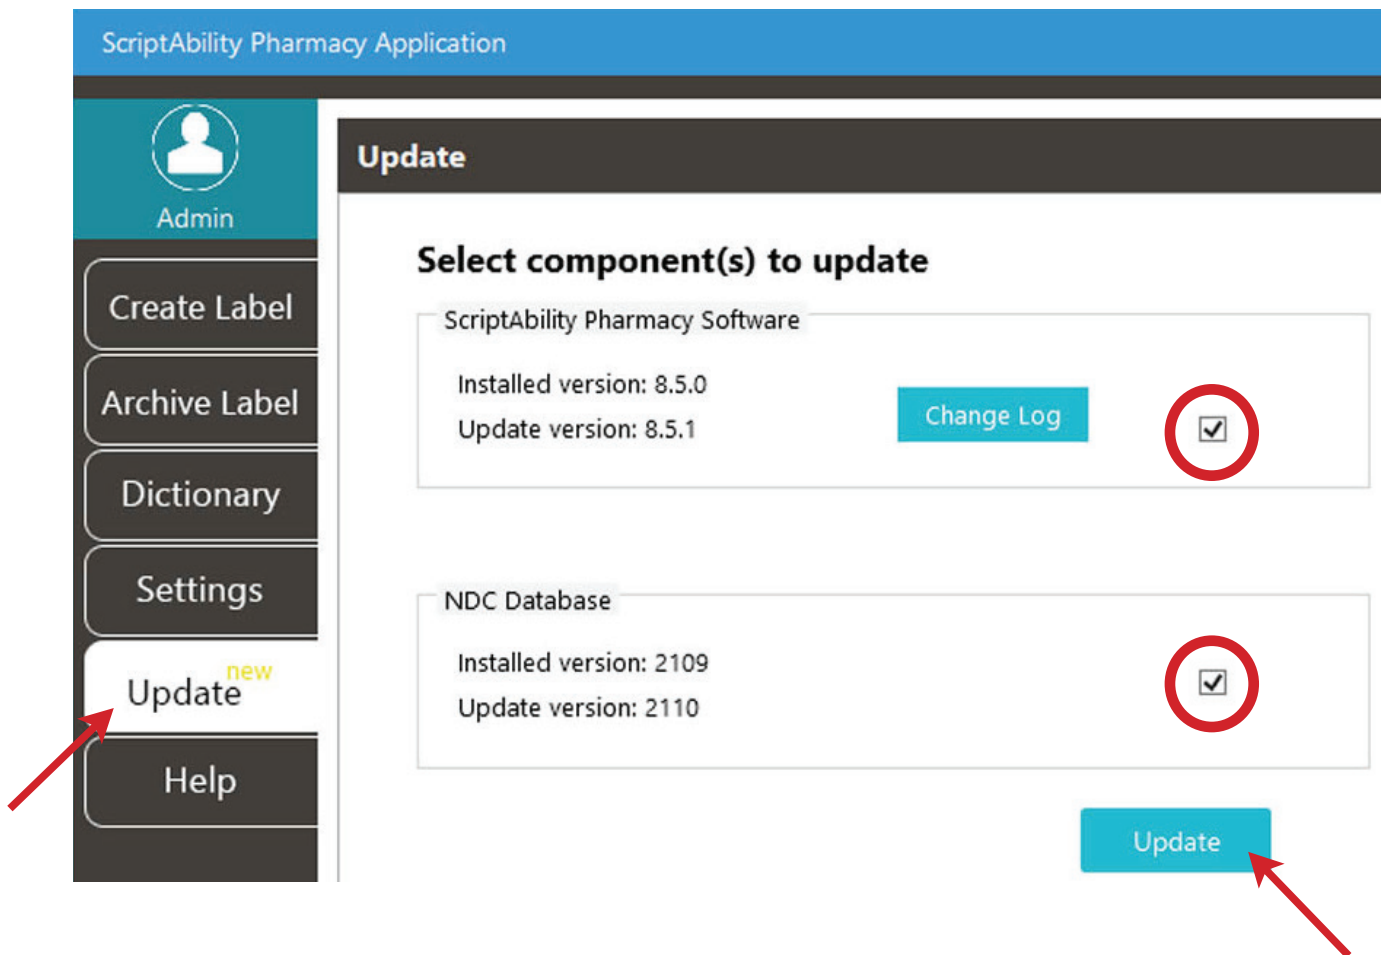 ScriptAbility Pharmacy Application
Admin
Create Label
Archive Label
Dictionary
Settings
Update new
Help
Update
Select component(s) to update
ScriptAbility Pharmacy Software
Installed version: 8.5.0
Update version: 8.5.1
Change Log
NDC Database
Installed version: 2109
Update version: 2110
Update